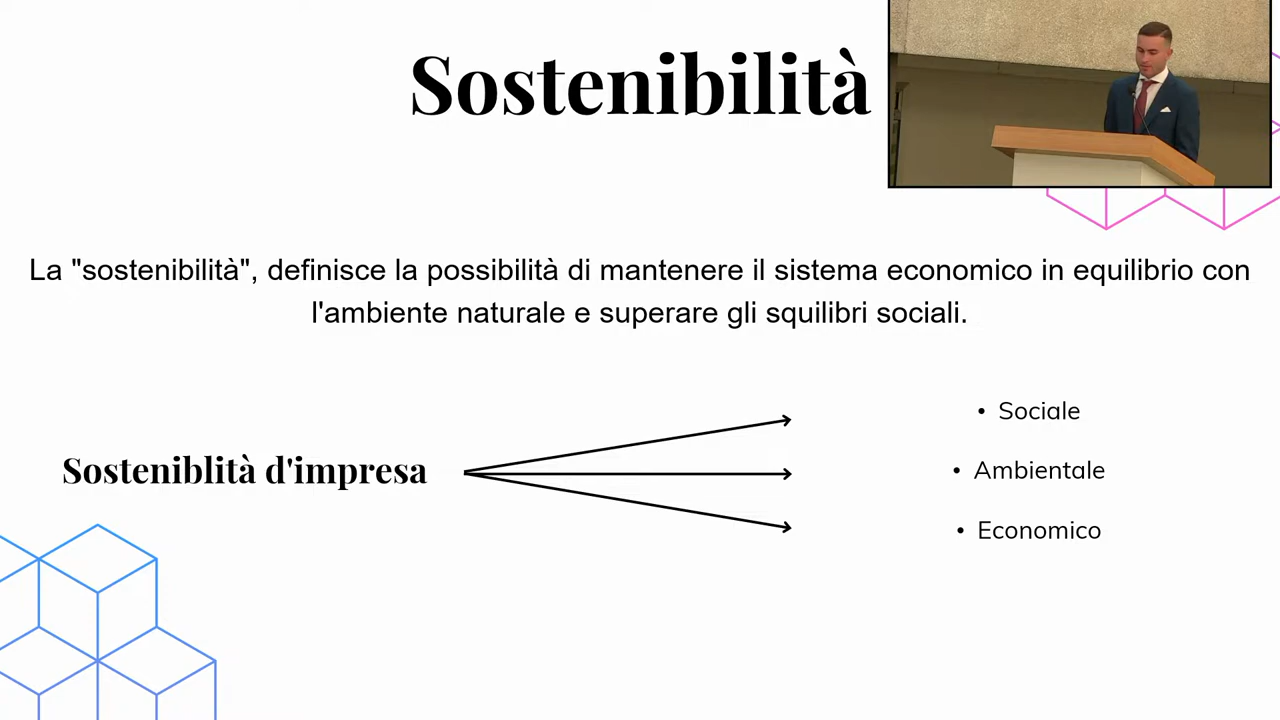 Sostenibilità
La "sostenibilità", definisce la possibilità di mantenere il sistema economico in equilibrio con
l'ambiente naturale e superare gli squilibri sociali.
• Sociale
Sosteniblità d'impresa
• Ambientale
• Economico